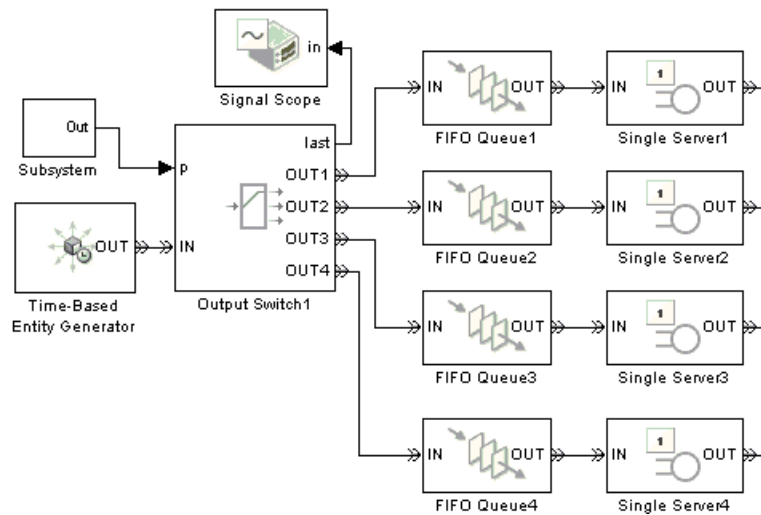 in
Signal Scope
IN OUT
FIFO Queue1
1
IN OUT
Single Server1
Out
Subsystem
p
IN
last
OUT1
OUT2
OUT3
OUT4
Output Switch1
OUT
Time-Based
Entity Generator
IN OUT
FIFO Queue2
1
IN OUT
Single Server2
IN OUT
FIFO Queue3
1
IN OUT
Single Server3
IN OUT
FIFO Queue4
1
IN OUT
Single Server4